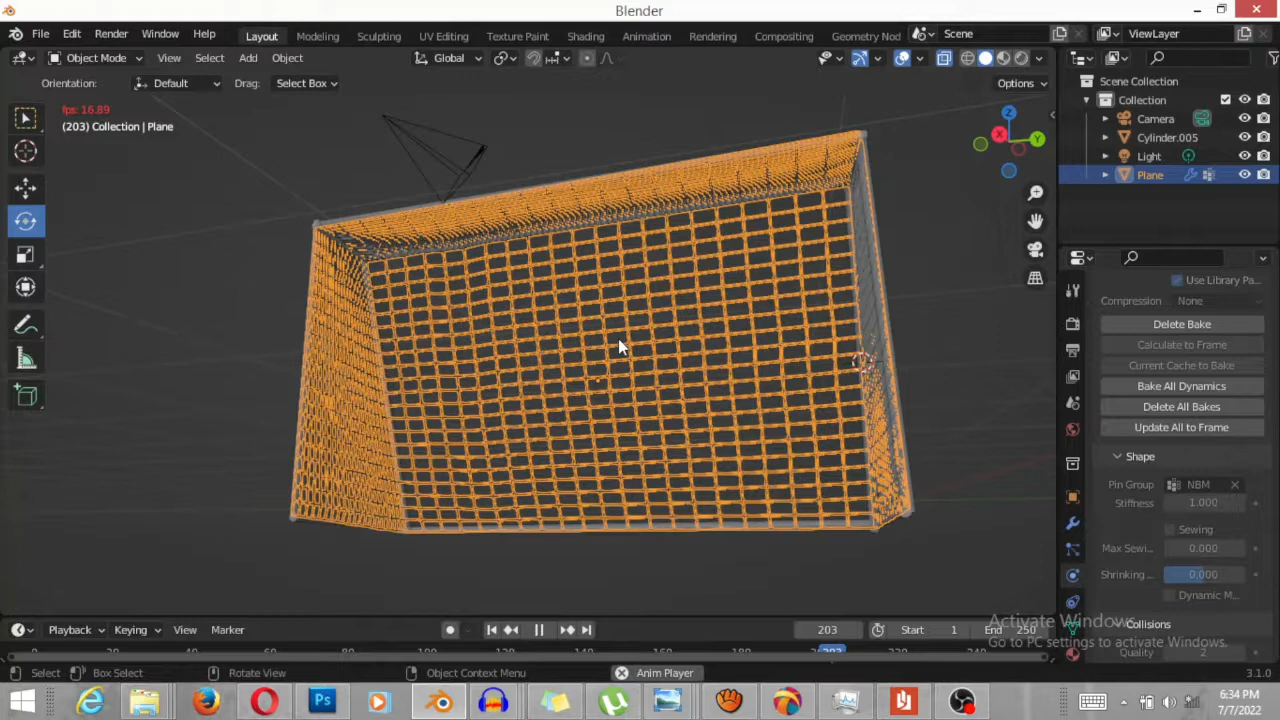 Blender
File Edit Render Window Help Layout Modeling Sculpting UV Editing Texture Paint Shading Animation Rendering Compositing Geometry Nod Scene ViewLayer
Object Mode View Select Add Object Global
Orientation: Default Drag: Select Box Options
fps: 16.89
(203) Collection | Plane
Z
X
Y
Scene Collection
Collection
Camera
Cylinder.005
Light
Plane
Use Library Pa...
Compression None
Delete Bake
Calculate to Frame
Current Cache to Bake
Bake All Dynamics
Delete All Bakes
Update All to Frame
Shape
Pin Group NBM
Stiffness 1.000
Sewing
Max Sewi... 0.000
Shrinking ... 0.000
Dynamic M...
Collisions
Quality 2
Activate Windows
Go to PC settings to activate Windows.
Playback Keying View Marker 203 Start 1 End 250
Select Box Select Rotate View Object Context Menu Anim Player 3.1.0
Ps
6:34 PM
7/7/2022